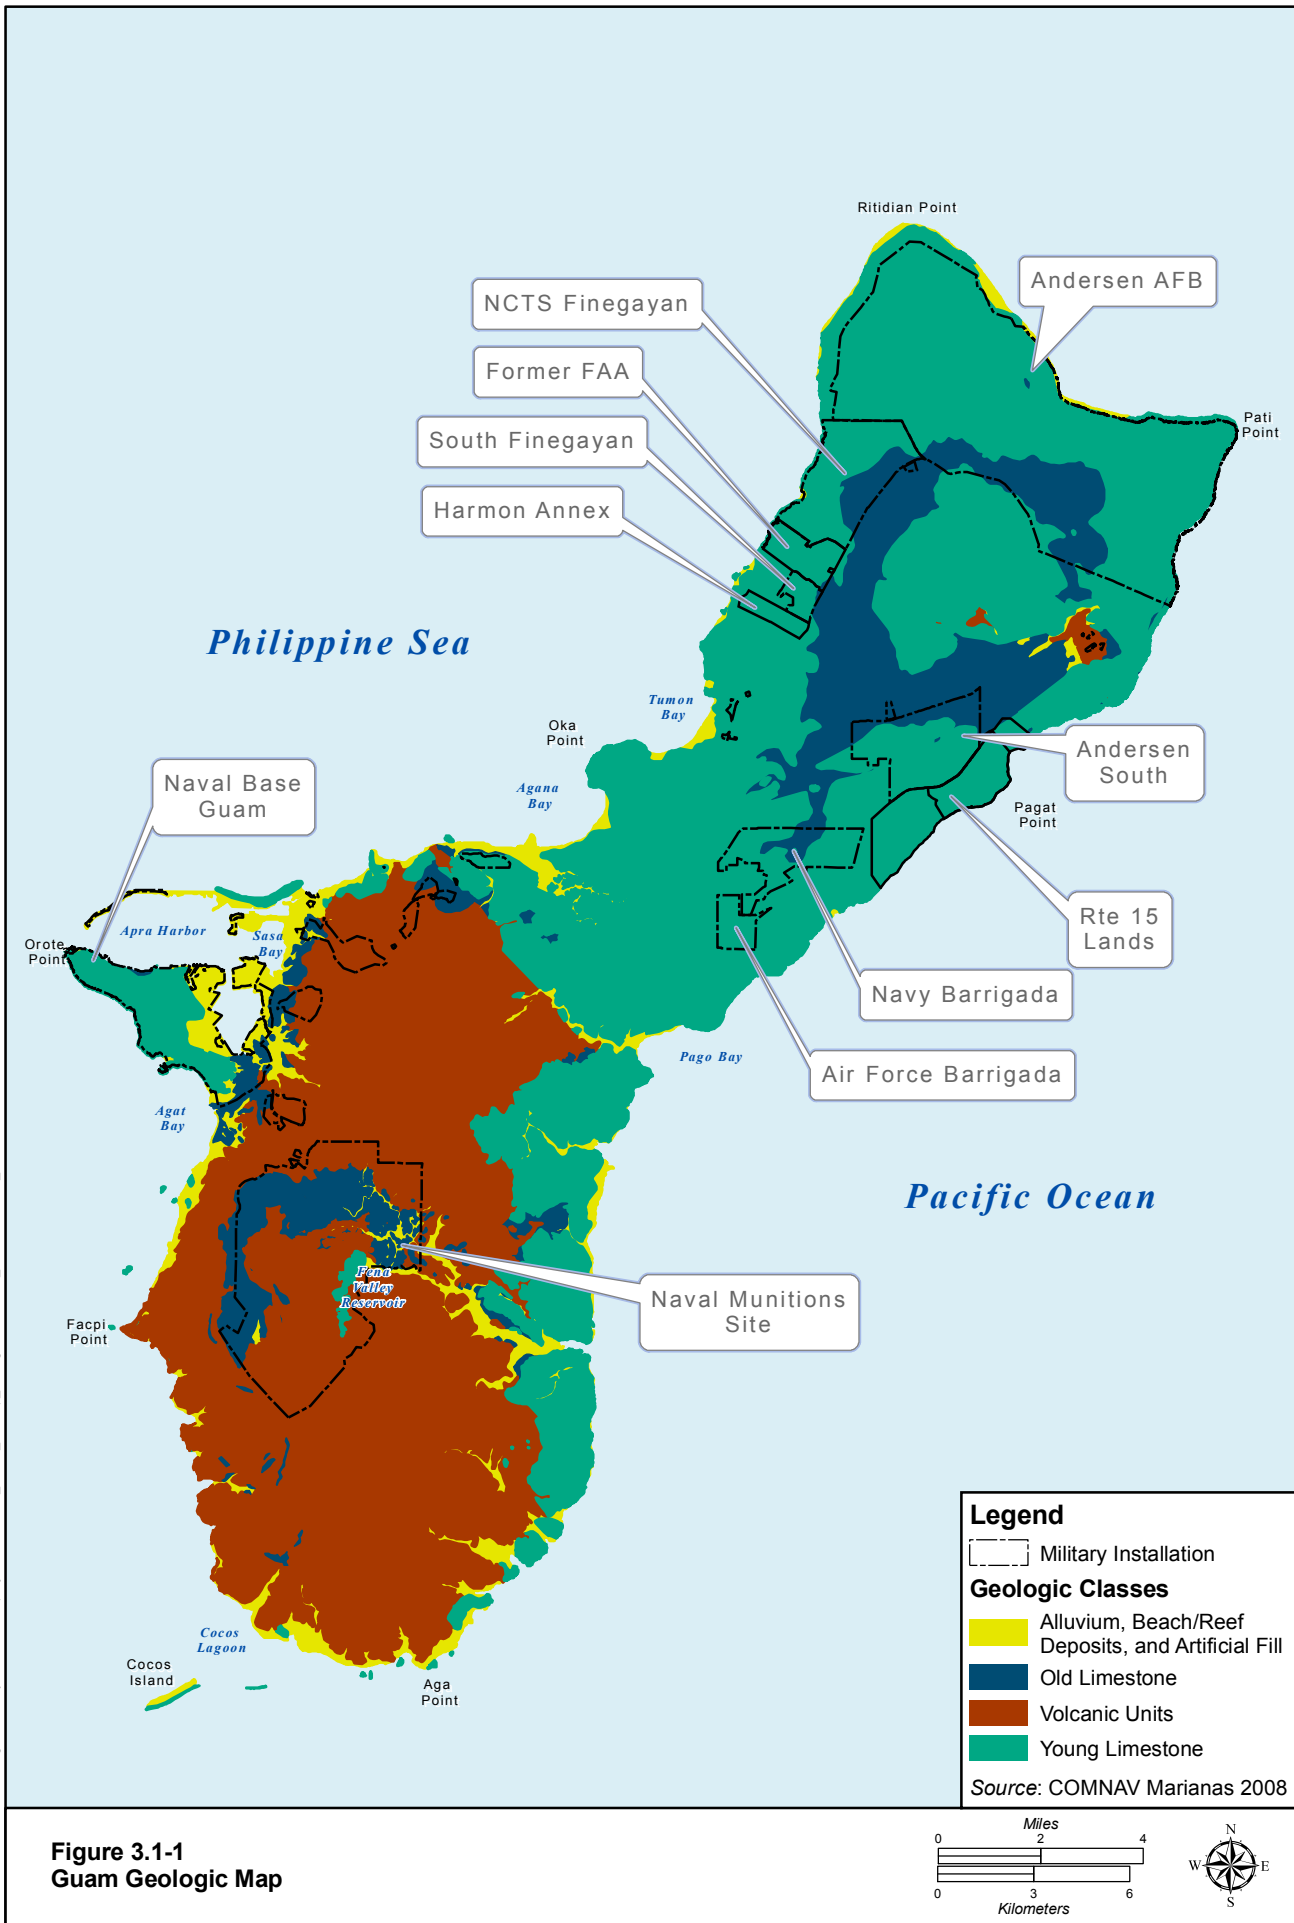 Ritidian Point
Andersen AFB
NCTS Finegayan
Former FAA
South Finegayan
Harmon Annex
Pati
Point
Philippine Sea
Tumon
Bay
Oka
Point
Andersen
South
Naval Base
Guam
Agana
Bay
Pagat
Point
Rte 15
Lands
Apra Harbor
Sasa
Bay
Orote
Point
Navy Barrigada
Pago Bay
Air Force Barrigada
Agat
Bay
Pacific Ocean
Fena
Valley
Reservoir
Naval Munitions
Site
Facpi
Point
Cocos
Lagoon
Cocos
Island
Aga
Point
Legend
Military Installation
Geologic Classes
Alluvium, Beach/Reef
Deposits, and Artificial Fill
Old Limestone
Volcanic Units
Young Limestone
Source: COMNAV Marianas 2008
Figure 3.1-1
Guam Geologic Map
Miles
0 2 4
0 3 6
Kilometers
N
W E
S